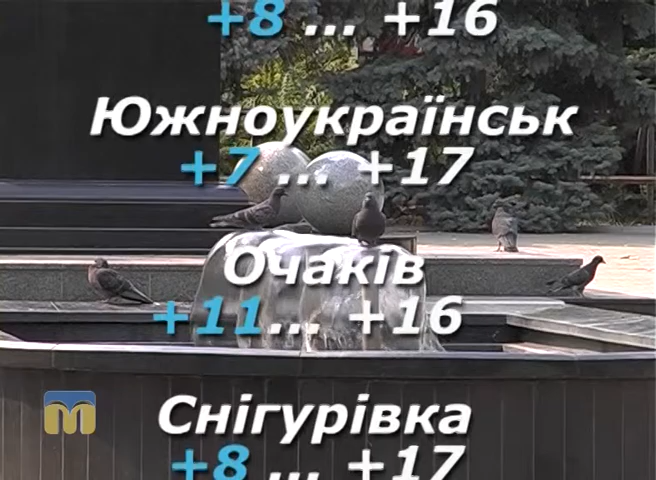 +8 ... +16
Южноукраїнськ
+7 ... +17
Очаків
+11... +16
Снігурівка
+8 ... +17
М